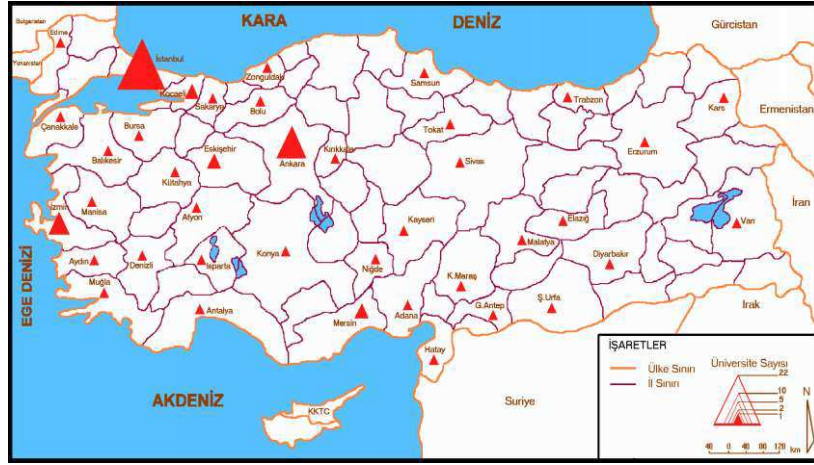 KARA
DENİZ
Gürcistan
Bulgaristan
Edirne
Yunanistan
İstanbul
Kocaeli
Sakarya
Zonguldak
Bolu
Samsun
Trabzon
Kars
Ermenistan
Çanakkale
Bursa
Balıkesir
Eskişehir
Ankara
Kırıkkale
Tokat
Sivas
Erzurum
İran
Kütahya
Manisa
İzmir
Afyon
Kayseri
Elazığ
Malatya
Van
Aydın
Denizli
Isparta
Konya
Niğde
K.Maraş
Diyarbakır
Muğla
Antalya
Mersin
Adana
G.Antep
Ş.Urfa
Irak
EGE DENİZİ
Hatay
AKDENİZ
KKTC
Suriye
İŞARETLER
Ülke Sınırı
İl Sınırı
Üniversite Sayısı
22
10
5
2
1
N
40 0 40 80 120
km